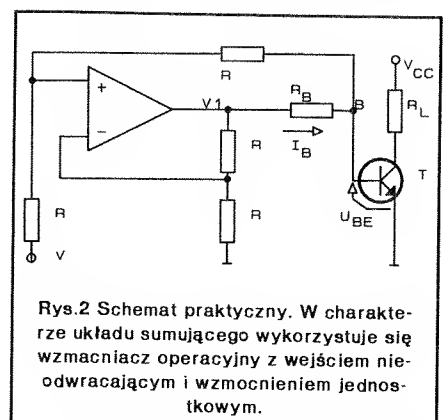 R
V_CC
R_B
B
R_L
+
V1
−
I_B
R
T
R
R
U_BE
V
Rys.2 Schemat praktyczny. W charakte-
rze układu sumującego wykorzystuje się
wzmacniacz operacyjny z wejściem nie-
odwracającym i wzmocnieniem jednos-
tkowym.